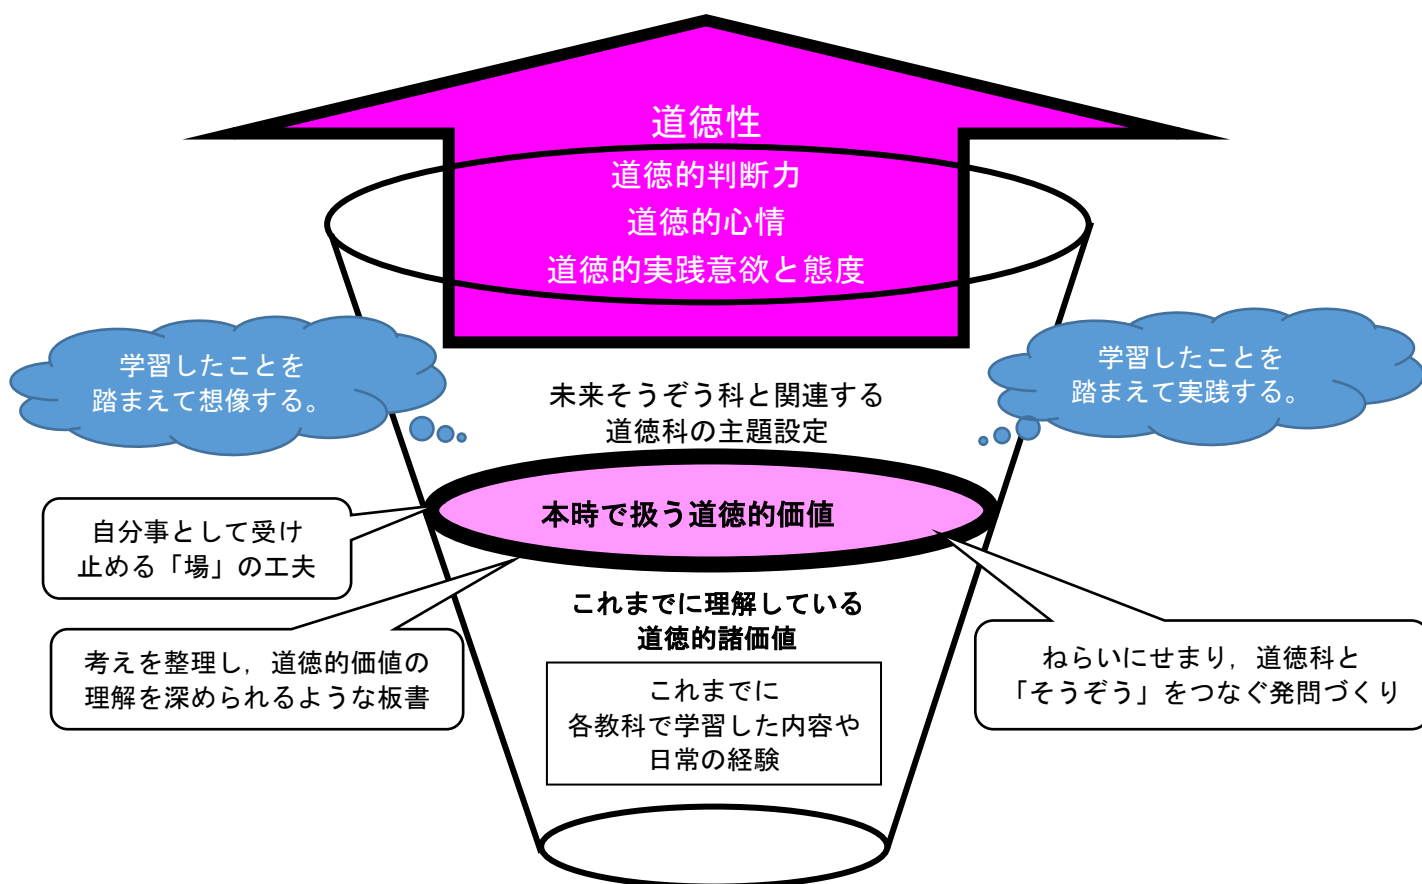 道徳性
道徳的判断力
道徳的心情
道徳的実践意欲と態度
学習したことを
踏まえて想像する。
学習したことを
踏まえて実践する。
未来そうぞう科と関連する
道徳科の主題設定
本時で扱う道徳的価値
自分事として受け
止める「場」の工夫
考えを整理し，道徳的価値の
理解を深められるような板書
ねらいにせまり，道徳科と
「そうぞう」をつなぐ発問づくり
これまでに理解している
道徳的諸価値
これまでに
各教科で学習した内容や
日常の経験